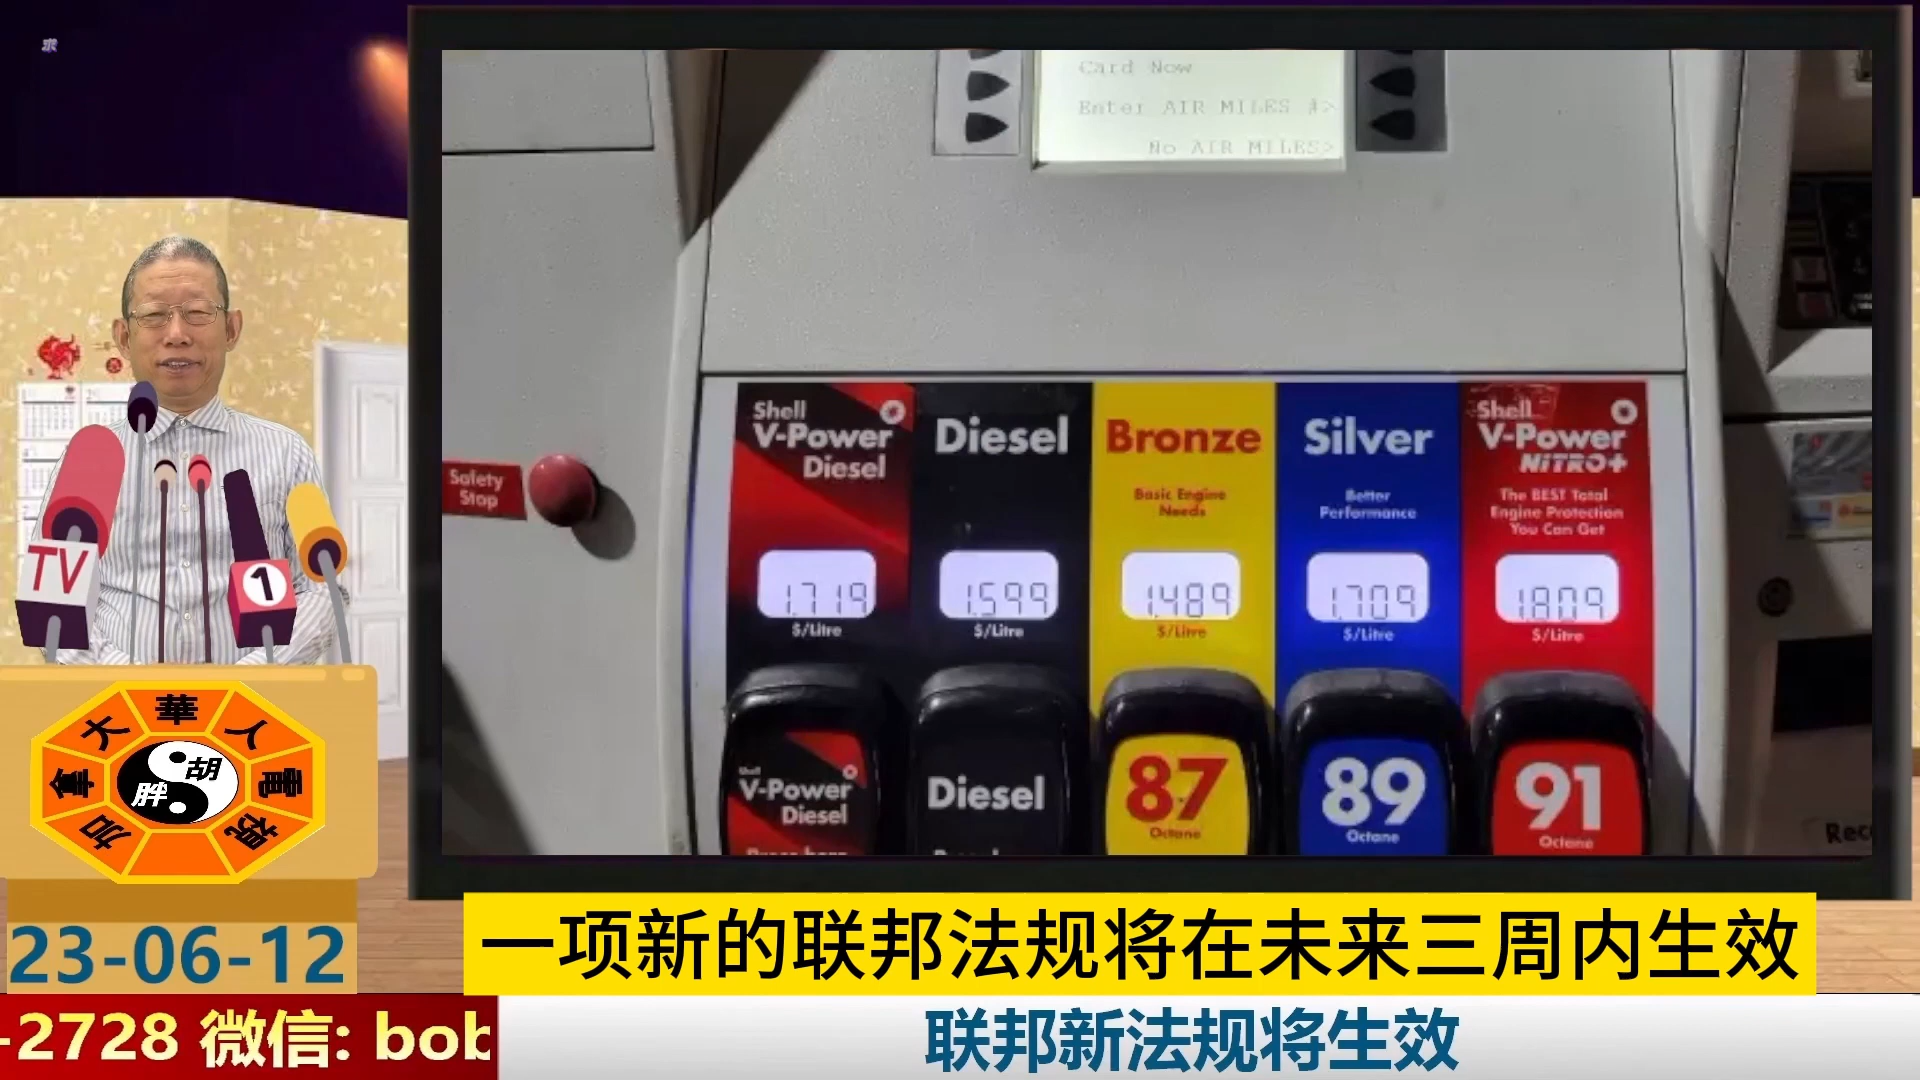 求
Card Now
Enter AIR MILES #>
No AIR MILES>
Safety
Stop
Shell
V-Power
Diesel
1.719
$/Litre
Diesel
1.599
$/Litre
Bronze
Basic Engine
Needs
1.489
$/Litre
Silver
Better
Performance
1.709
$/Litre
Shell
V-Power
NiTRO+
The BEST Total
Engine Protection
You Can Get
1.809
$/Litre
Shell
V-Power
Diesel
Diesel
87
Octane
89
Octane
91
Octane
TV
1
加拿大華人電視
胡
胖
23-06-12
一项新的联邦法规将在未来三周内生效
-2728 微信: bob
联邦新法规将生效